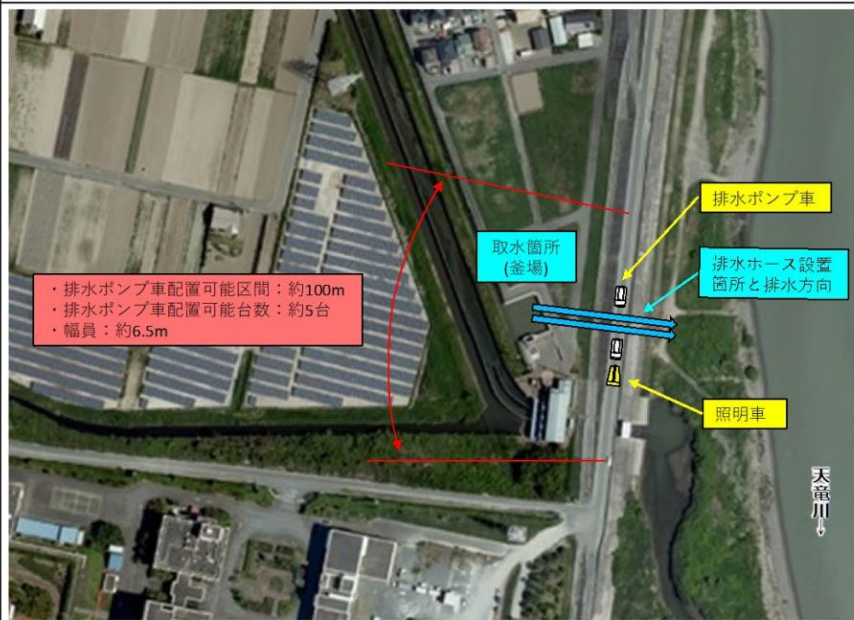 排水ポンプ車
取水箇所
(釜場)
排水ホース設置
箇所と排水方向
・排水ポンプ車配置可能区間：約100m
・排水ポンプ車配置可能台数：約5台
・幅員：約6.5m
照明車
天竜川→